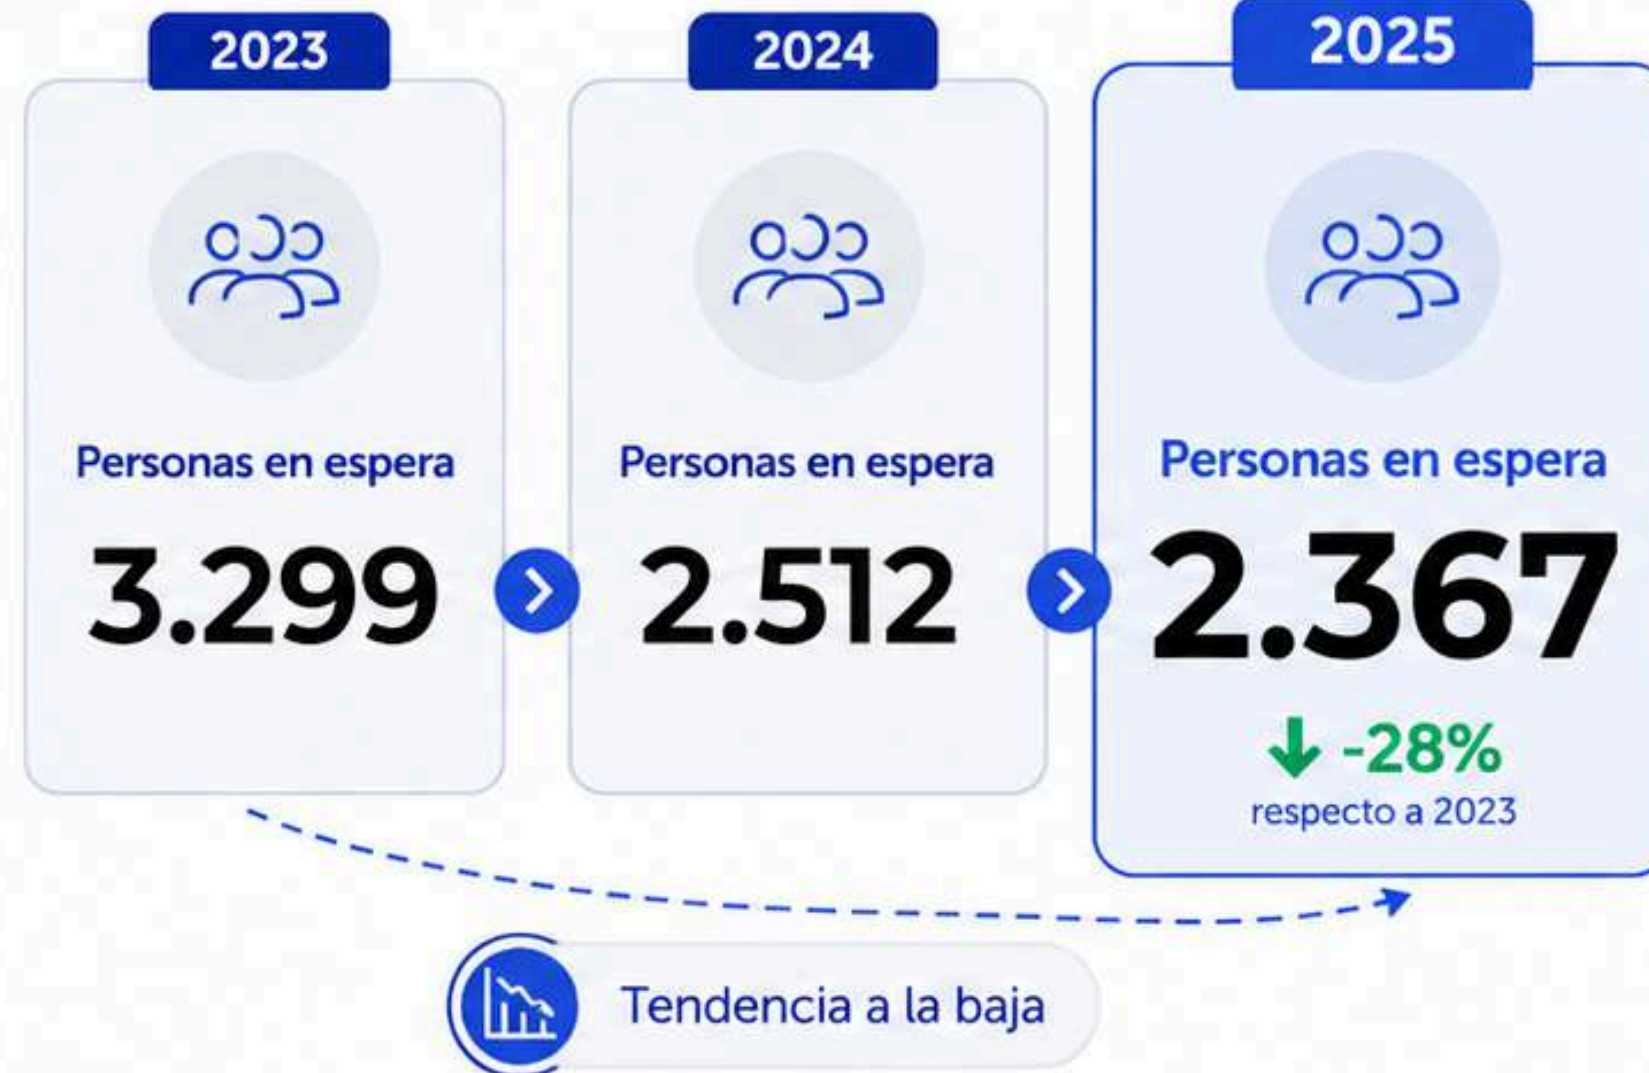 2023
Personas en espera
3.299
2024
Personas en espera
2.512
2025
Personas en espera
2.367
-28%
respecto a 2023
Tendencia a la baja